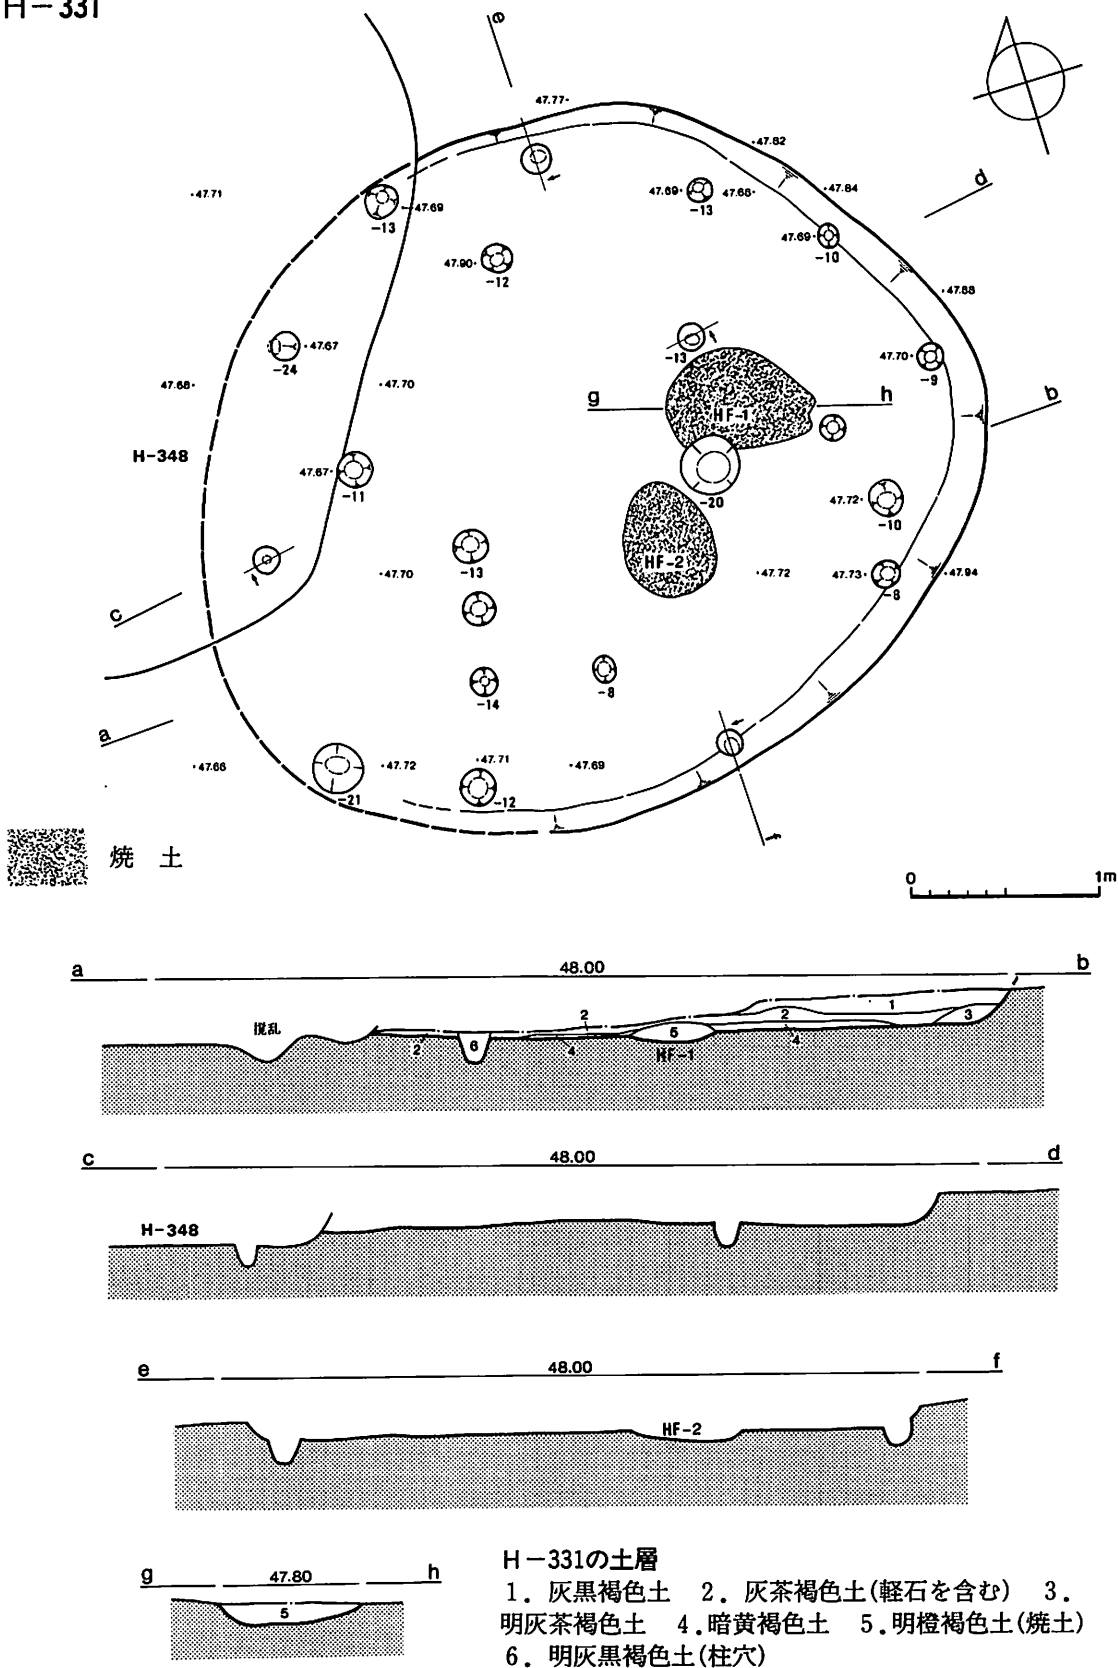 H-331
e
47.77
47.82
d
47.71
47.69
-13
47.69
47.68
-13
47.84
47.69
-10
47.90
-12
47.88
47.67
-24
-13
47.70
-9
47.68
47.70
g
h
HF-1
b
H-348
47.67
-11
-20
47.72
-10
-13
HF-2
47.70
47.72
47.73
-8
47.94
c
-14
-8
a
47.66
47.72
47.71
47.69
-21
-12
f
焼 土
0
1m
a
48.00
b
撹乱
2
6
2
4
5
HF-1
2
4
1
3
c
48.00
d
H-348
e
48.00
f
HF-2
g
47.80
h
5
H-331の土層
1. 灰黒褐色土 2. 灰茶褐色土(軽石を含む) 3.
明灰茶褐色土 4.暗黄褐色土 5.明橙褐色土(焼土)
6. 明灰黒褐色土(柱穴)